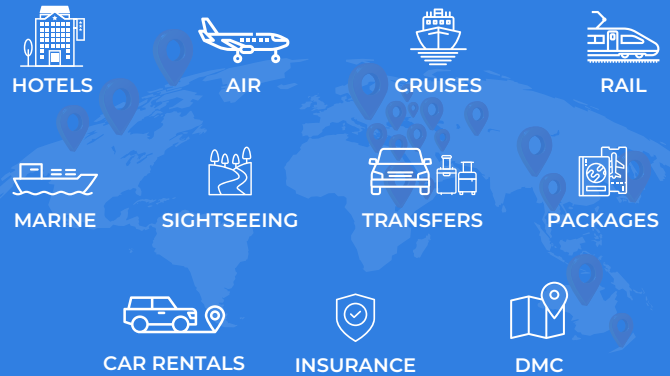 HOTELS
AIR
CRUISES
RAIL
MARINE
SIGHTSEEING
TRANSFERS
PACKAGES
CAR RENTALS
INSURANCE
DMC